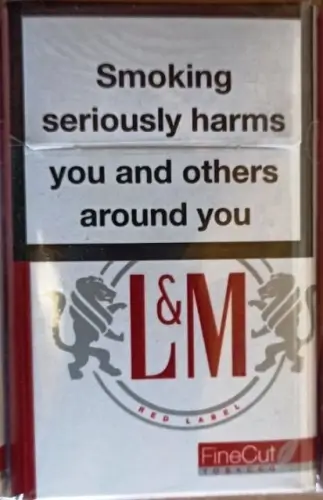 Smoking
seriously harms
you and others
around you
L&M
RED LABEL
FineCut
TOBACCO